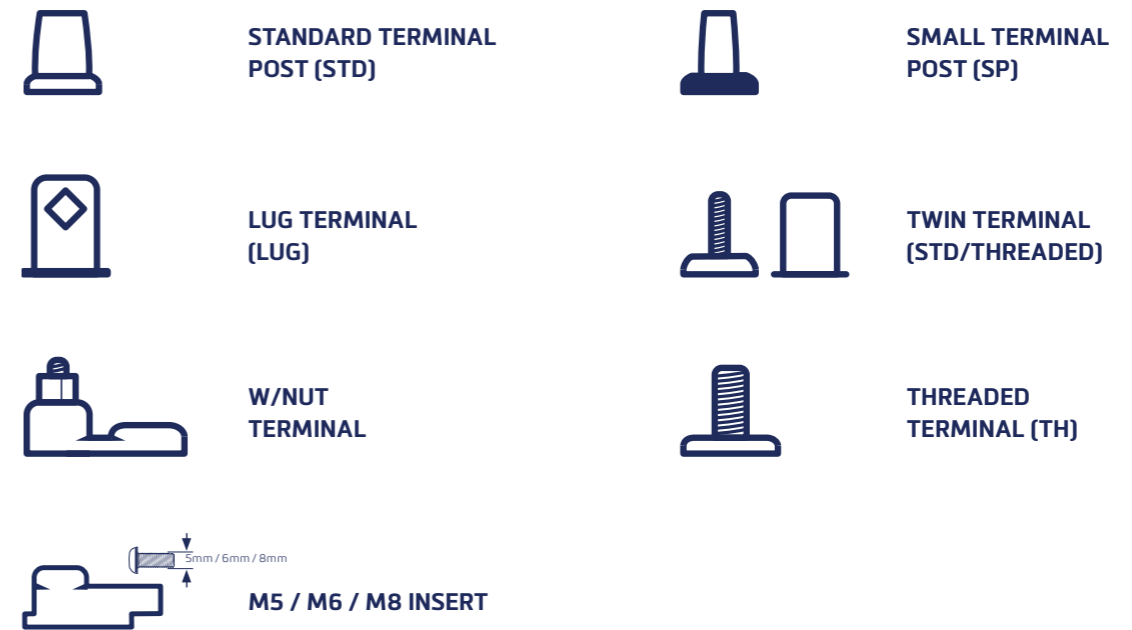 STANDARD TERMINAL
POST (STD)
SMALL TERMINAL
POST (SP)
LUG TERMINAL
(LUG)
TWIN TERMINAL
(STD/THREADED)
W/NUT
TERMINAL
THREADED
TERMINAL (TH)
5mm / 6mm / 8mm
M5 / M6 / M8 INSERT